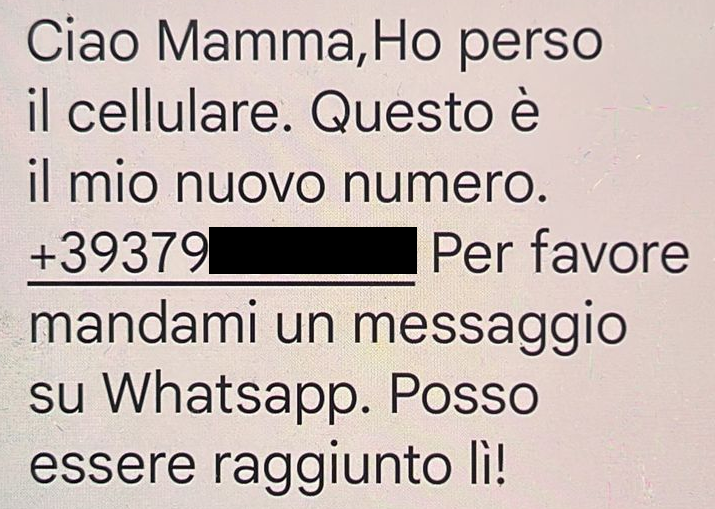 Ciao Mamma,Ho perso
il cellulare. Questo è
il mio nuovo numero.
+39379 Per favore
mandami un messaggio
su Whatsapp. Posso
essere raggiunto lì!